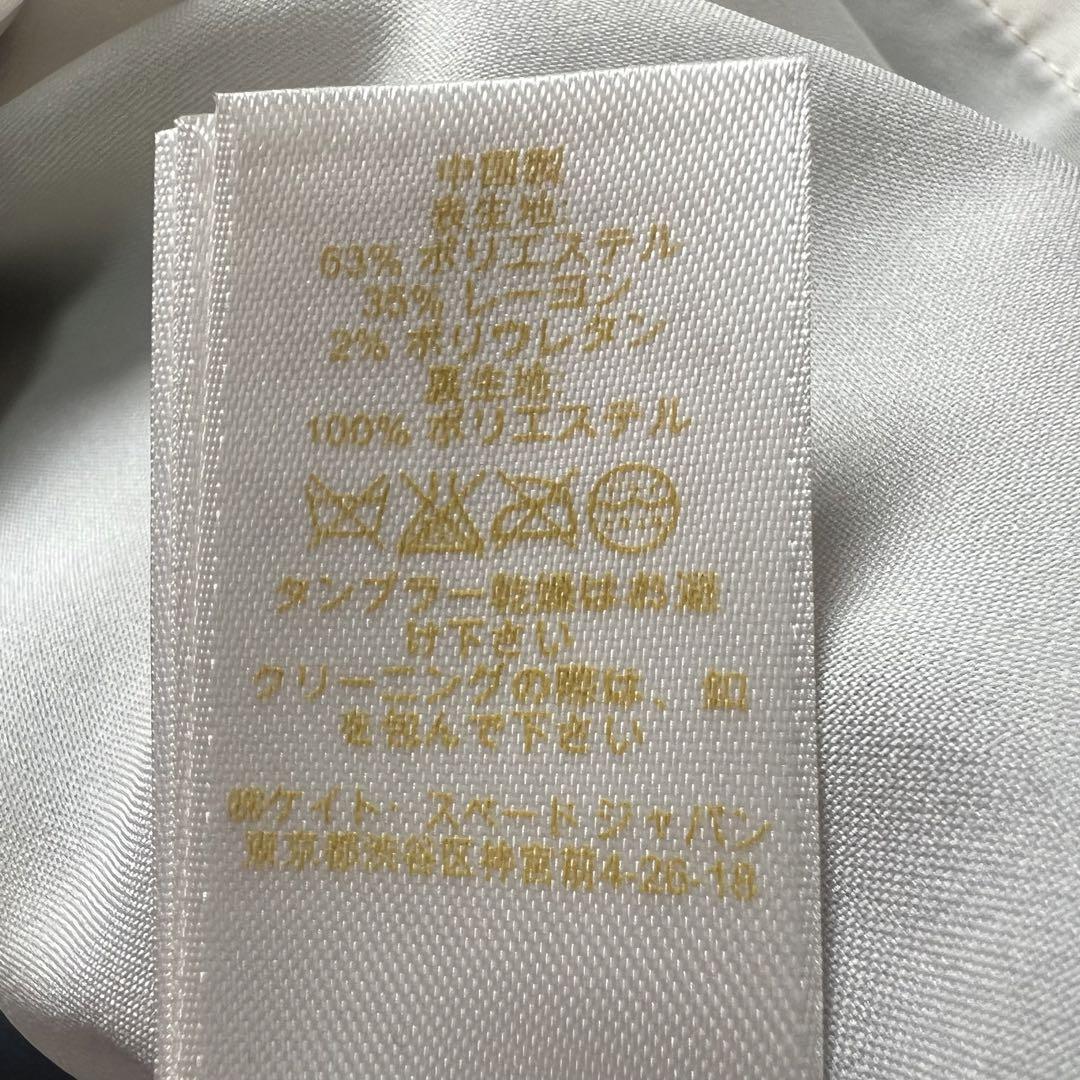 中国製
表生地:
63% ポリエステル
35% レーヨン
2% ポリウレタン
裏生地:
100% ポリエステル
タンブラー乾燥はお避
け下さい
クリーニングの際は、釦
を包んで下さい
㈱ケイト・スペードジャパン
東京都渋谷区神宮前4-26-18